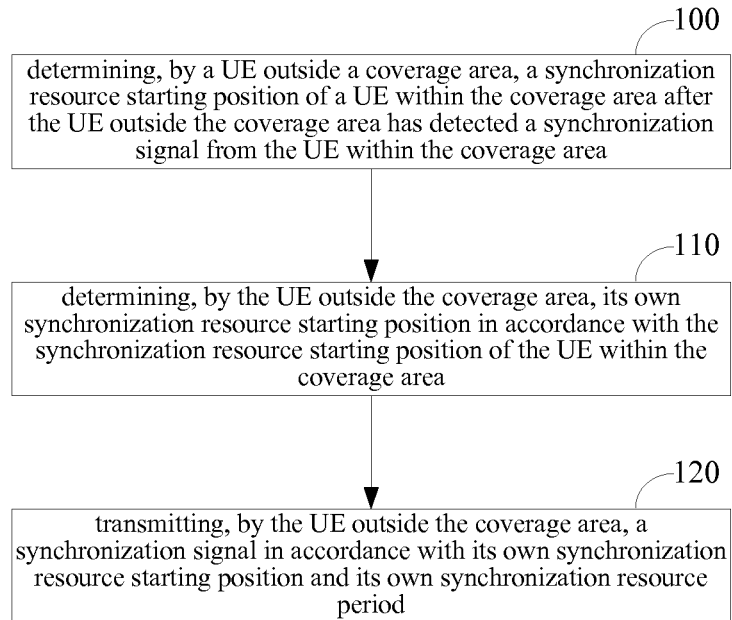 100
determining, by a UE outside a coverage area, a synchronization
resource starting position of a UE within the coverage area after
the UE outside the coverage area has detected a synchronization
signal from the UE within the coverage area
110
determining, by the UE outside the coverage area, its own
synchronization resource starting position in accordance with the
synchronization resource starting position of the UE within the
coverage area
120
transmitting, by the UE outside the coverage area, a
synchronization signal in accordance with its own synchronization
resource starting position and its own synchronization resource
period